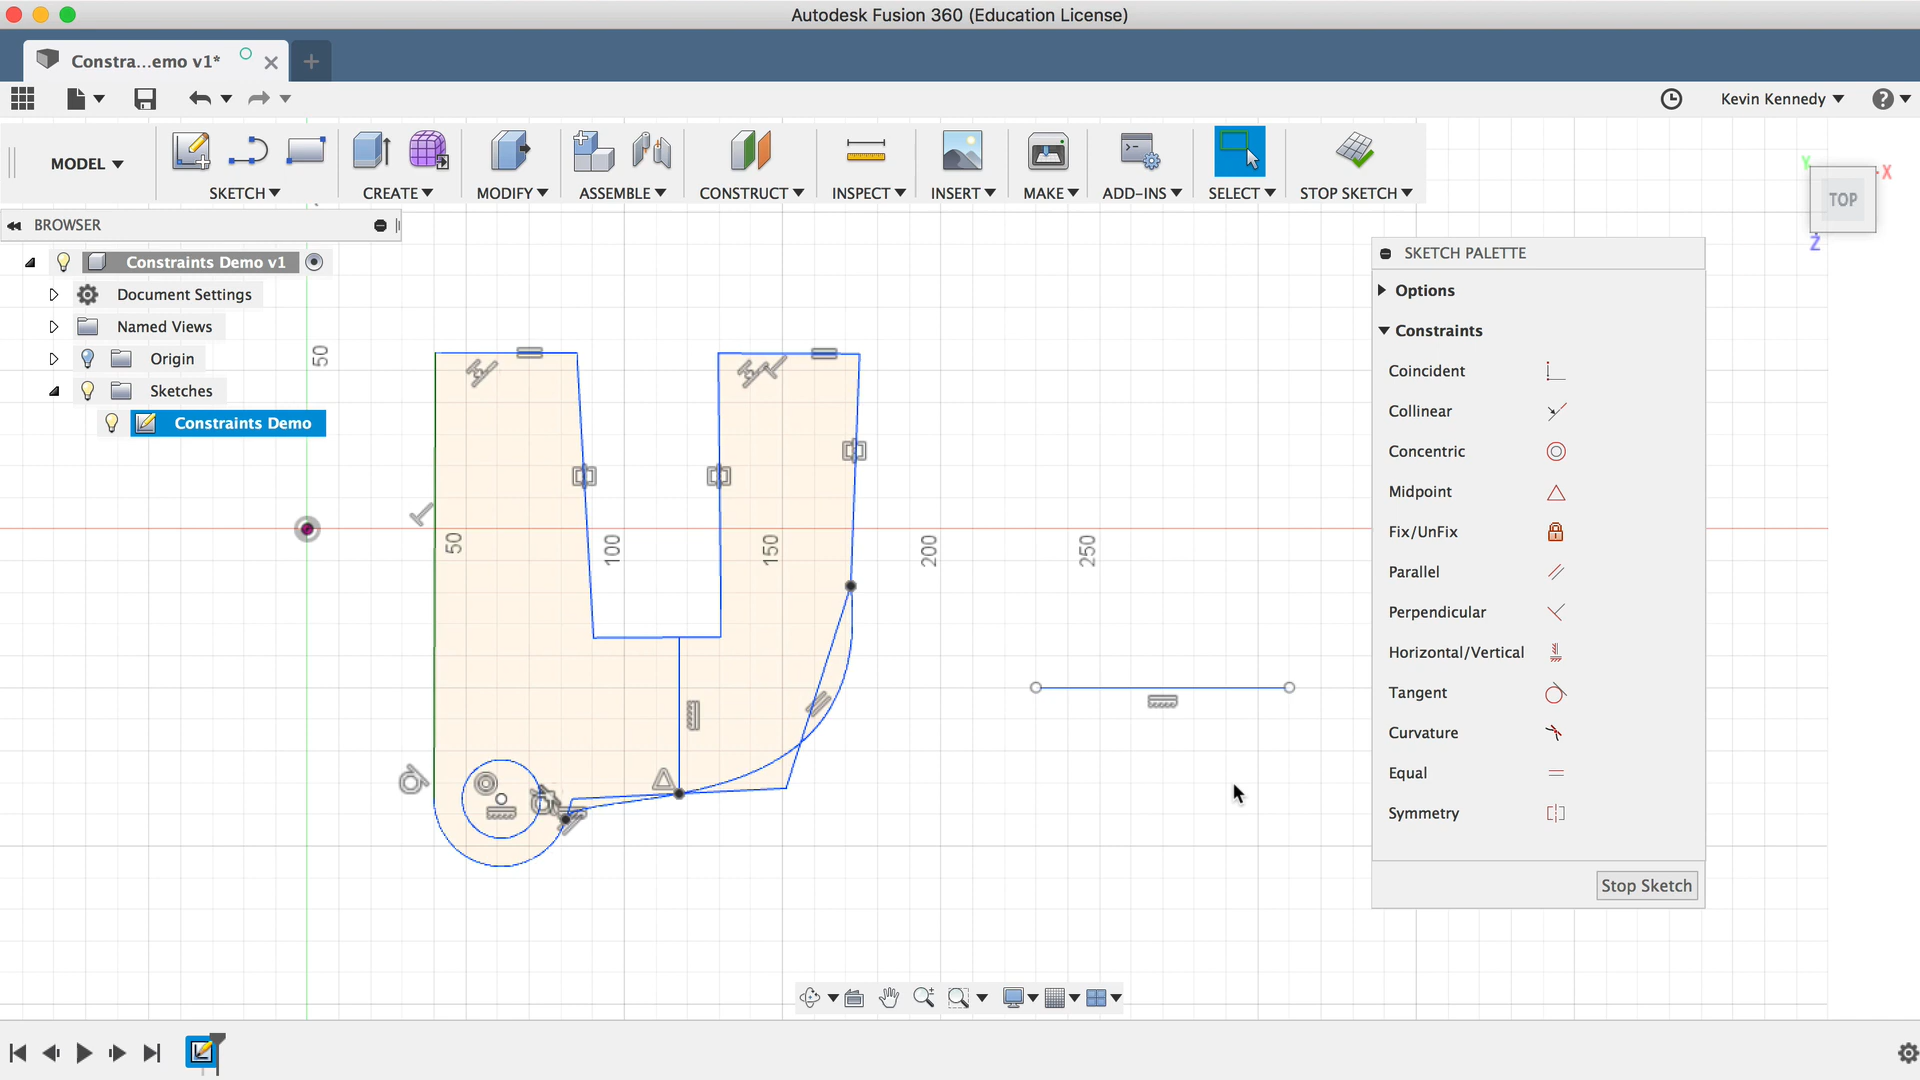 Autodesk Fusion 360 (Education License)
Constra...emo v1*
Kevin Kennedy
MODEL
SKETCH
CREATE
MODIFY
ASSEMBLE
CONSTRUCT
INSPECT
INSERT
MAKE
ADD-INS
SELECT
STOP SKETCH
Y
X
TOP
Z
BROWSER
Constraints Demo v1
Document Settings
Named Views
Origin
Sketches
Constraints Demo
50
50
100
150
200
250
SKETCH PALETTE
Options
Constraints
Coincident
Collinear
Concentric
Midpoint
Fix/UnFix
Parallel
Perpendicular
Horizontal/Vertical
Tangent
Curvature
Equal
Symmetry
Stop Sketch